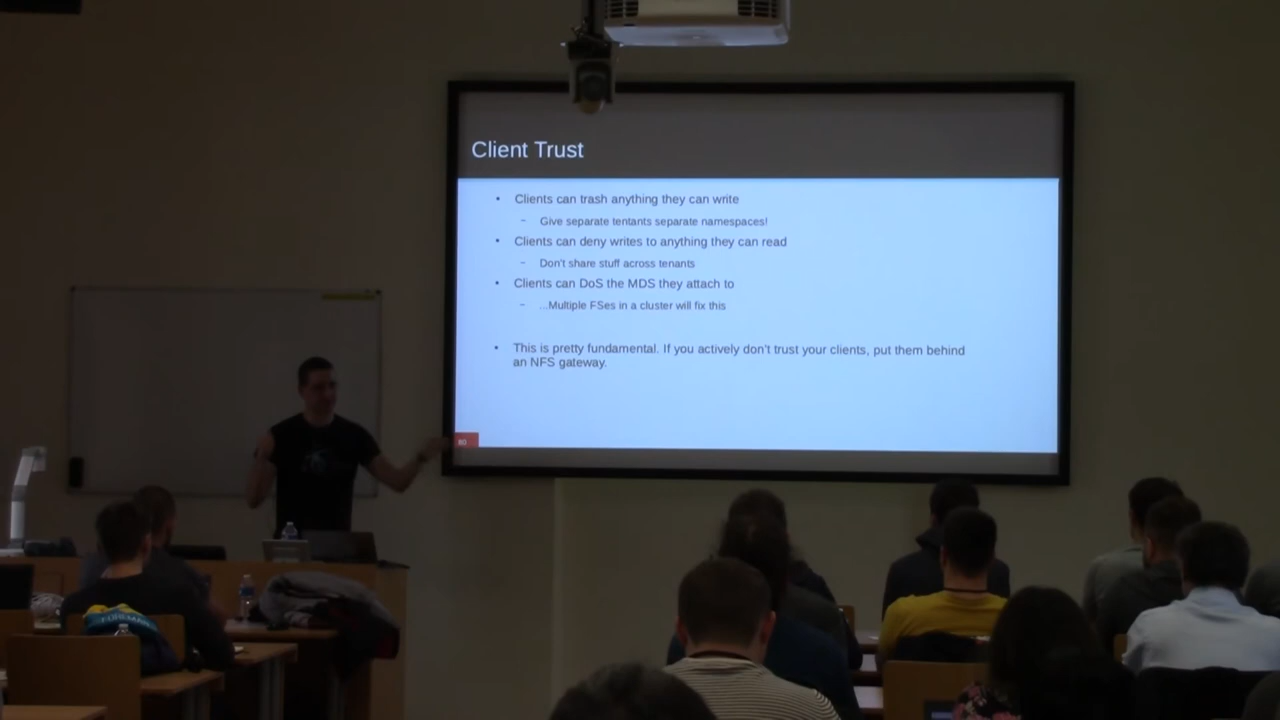 Client Trust
• Clients can trash anything they can write
– Give separate tentants separate namespaces!
• Clients can deny writes to anything they can read
– Don't share stuff across tenants
• Clients can DoS the MDS they attach to
– ...Multiple FSes in a cluster will fix this
• This is pretty fundamental. If you actively don't trust your clients, put them behind
an NFS gateway.
80